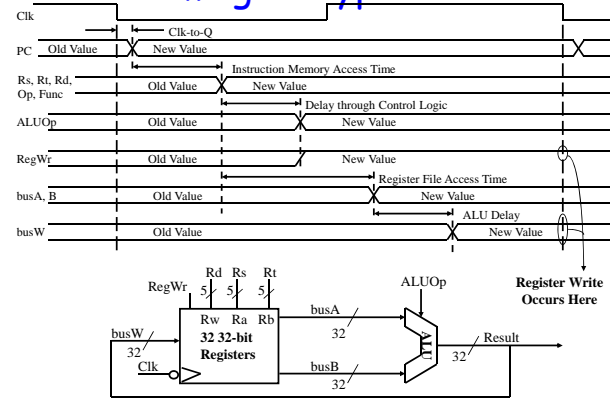 Clk
Clk-to-Q
PC Old Value New Value
Instruction Memory Access Time
Rs, Rt, Rd,
Op, Func
Old Value New Value
Delay through Control Logic
ALUOp Old Value New Value
RegWr Old Value New Value
Register File Access Time
busA, B Old Value New Value
ALU Delay
busW Old Value New Value
Register Write
Occurs Here
Rd Rs Rt
RegWr 5 5 5
ALUOp
busA
32
Rw Ra Rb
busW
32
32 32-bit
Registers
ALU
Result
32
Clk
busB
32